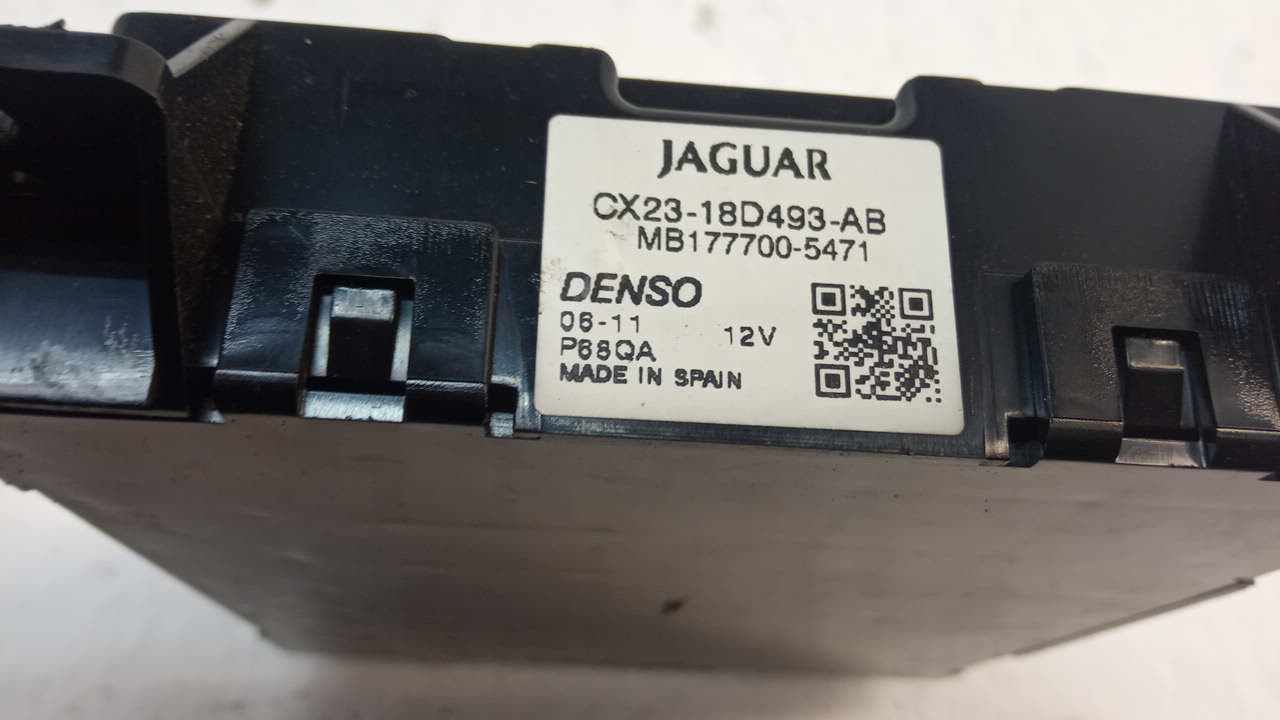 JAGUAR
CX23-18D493-AB
MB177700-5471
DENSO
06-11
12V
P68QA
MADE IN SPAIN